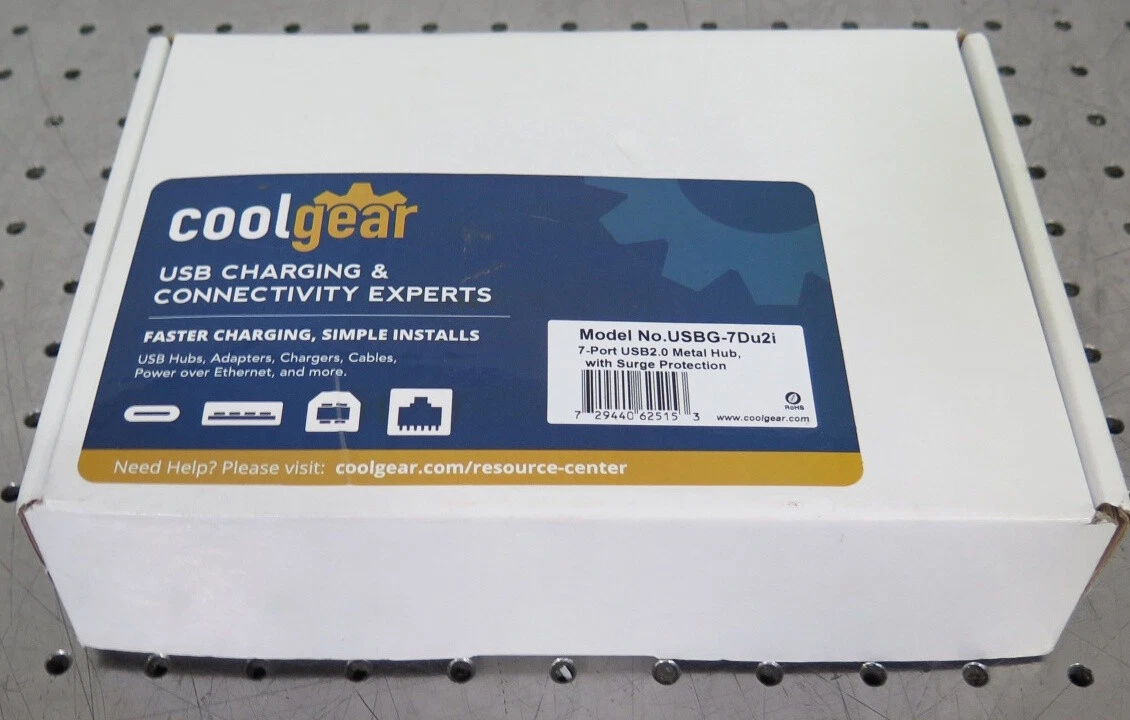 coolgear
USB CHARGING &
CONNECTIVITY EXPERTS
FASTER CHARGING, SIMPLE INSTALLS
USB Hubs, Adapters, Chargers, Cables,
Power over Ethernet, and more.
Model No.USBG-7Du2i
7-Port USB2.0 Metal Hub,
with Surge Protection
7 29440 62515 3
RoHS
www.coolgear.com
Need Help? Please visit: coolgear.com/resource-center